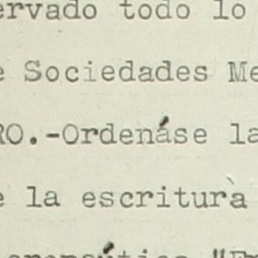 ervado todo lo
e Sociedades Me
RO.-Ordenáse la
e la escritura